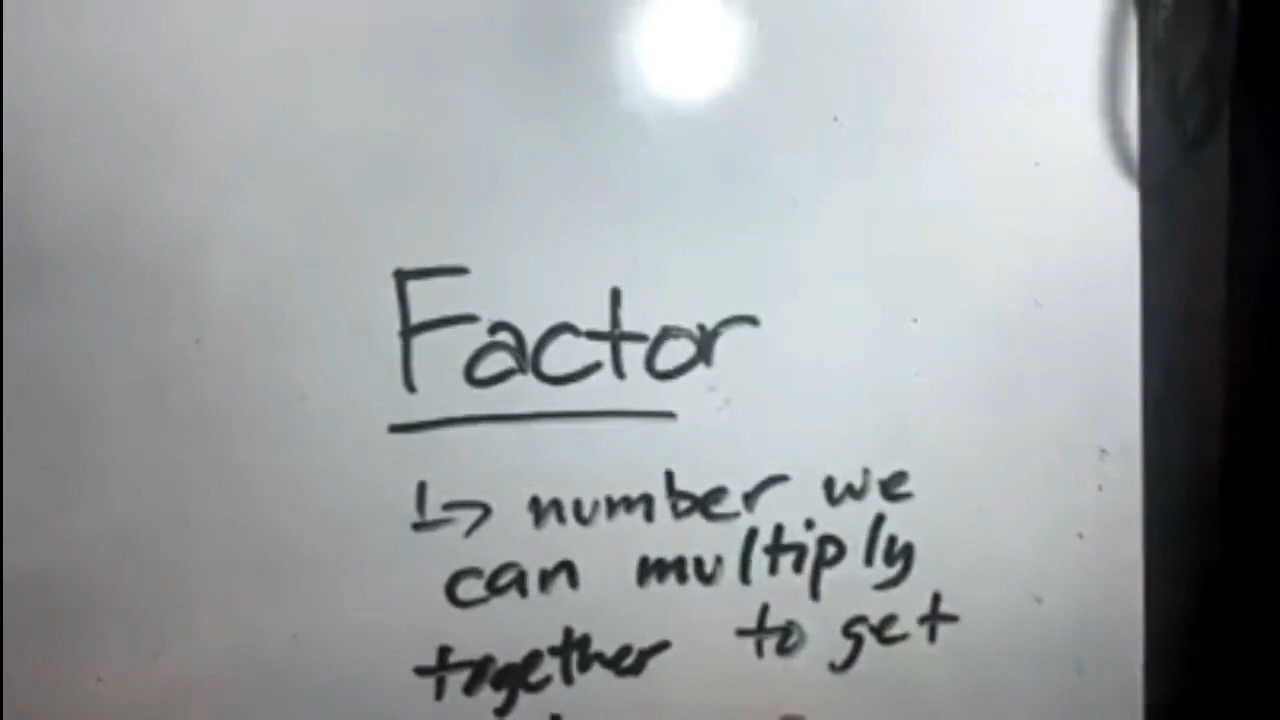 Factor
↳ number we
can multiply
together to get